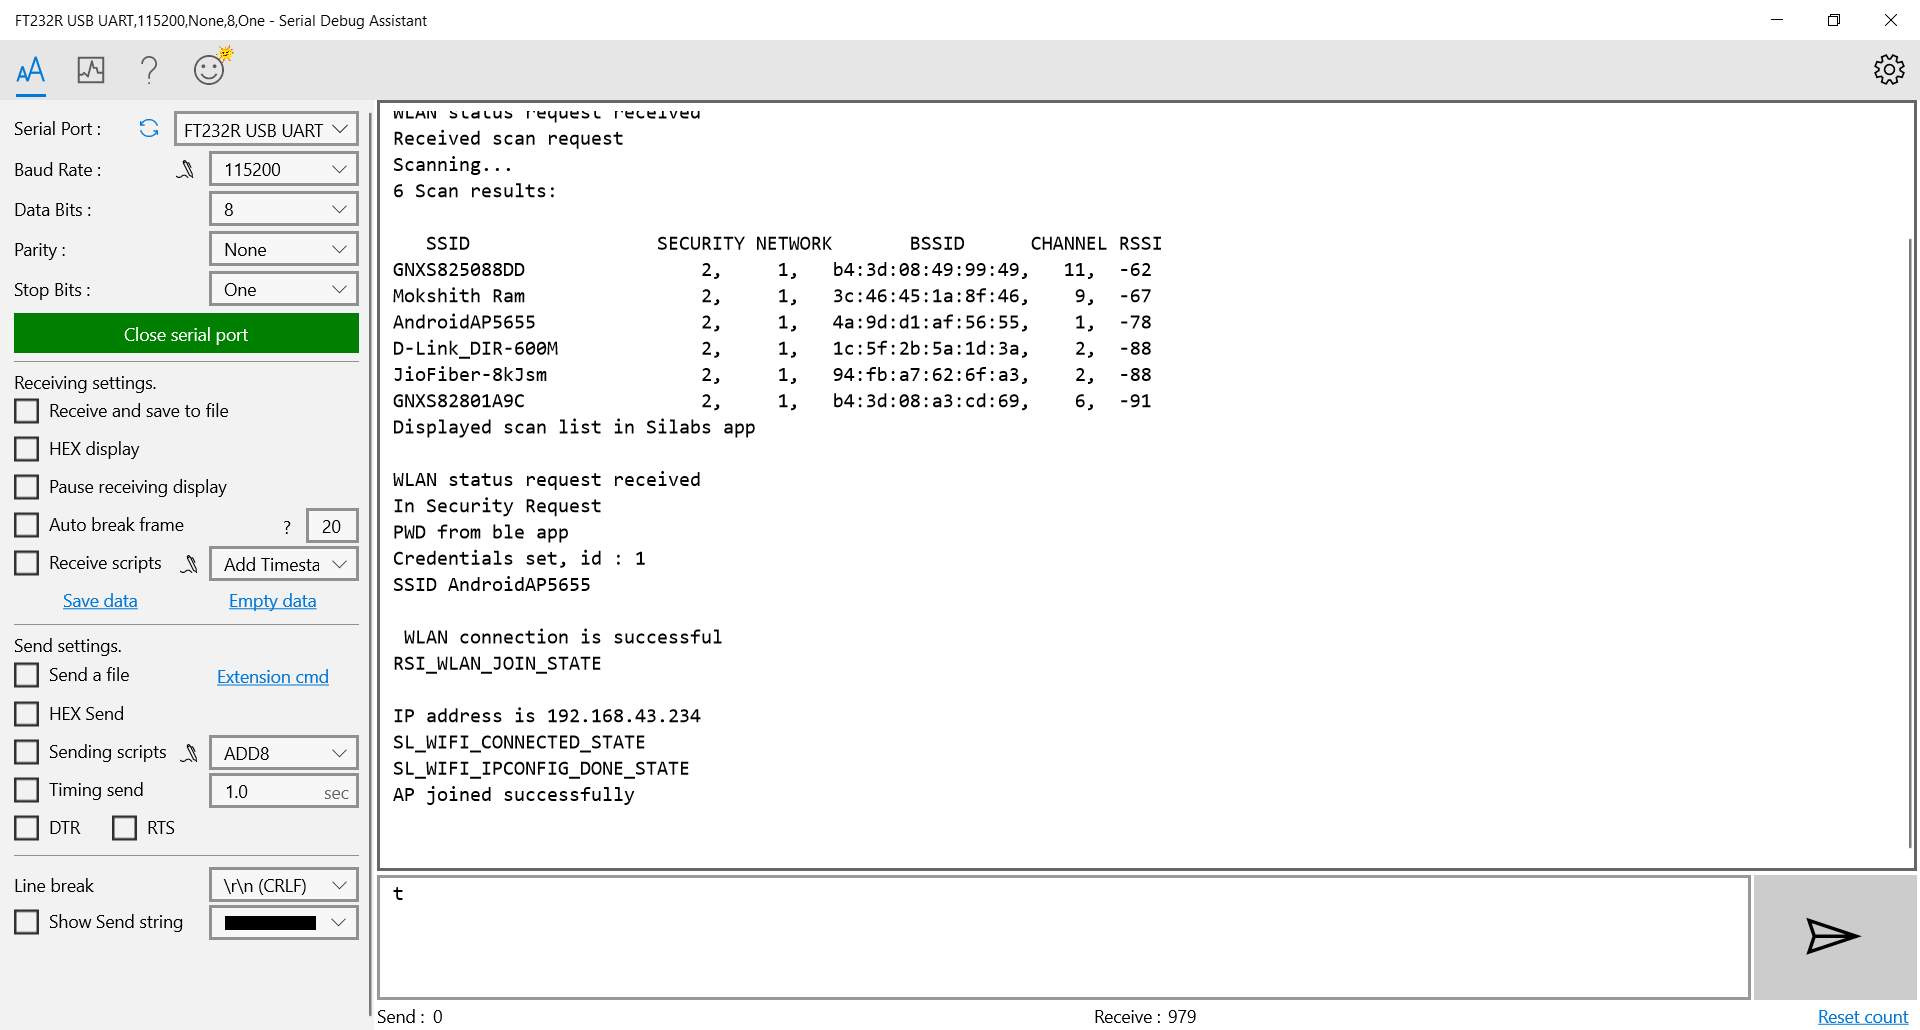 FT232R USB UART,115200,None,8,One - Serial Debug Assistant
AA
Serial Port :
FT232R USB UART
Baud Rate :
115200
Data Bits :
8
Parity :
None
Stop Bits :
One
Close serial port
Receiving settings.
Receive and save to file
HEX display
Pause receiving display
Auto break frame ? 20
Receive scripts
Add Timesta
Save data
Empty data
Send settings.
Send a file
Extension cmd
HEX Send
Sending scripts
ADD8
Timing send
1.0 sec
DTR
RTS
Line break
\r\n (CRLF)
Show Send string
WLAN status request received
Received scan request
Scanning...
6 Scan results:
SSID SECURITY NETWORK BSSID CHANNEL RSSI
GNXS825088DD 2, 1, b4:3d:08:49:99:49, 11, -62
Mokshith Ram 2, 1, 3c:46:45:1a:8f:46, 9, -67
AndroidAP5655 2, 1, 4a:9d:d1:af:56:55, 1, -78
D-Link_DIR-600M 2, 1, 1c:5f:2b:5a:1d:3a, 2, -88
JioFiber-8kJsm 2, 1, 94:fb:a7:62:6f:a3, 2, -88
GNXS82801A9C 2, 1, b4:3d:08:a3:cd:69, 6, -91
Displayed scan list in Silabs app
WLAN status request received
In Security Request
PWD from ble app
Credentials set, id : 1
SSID AndroidAP5655
WLAN connection is successful
RSI_WLAN_JOIN_STATE
IP address is 192.168.43.234
SL_WIFI_CONNECTED_STATE
SL_WIFI_IPCONFIG_DONE_STATE
AP joined successfully
t
Send : 0
Receive : 979
Reset count